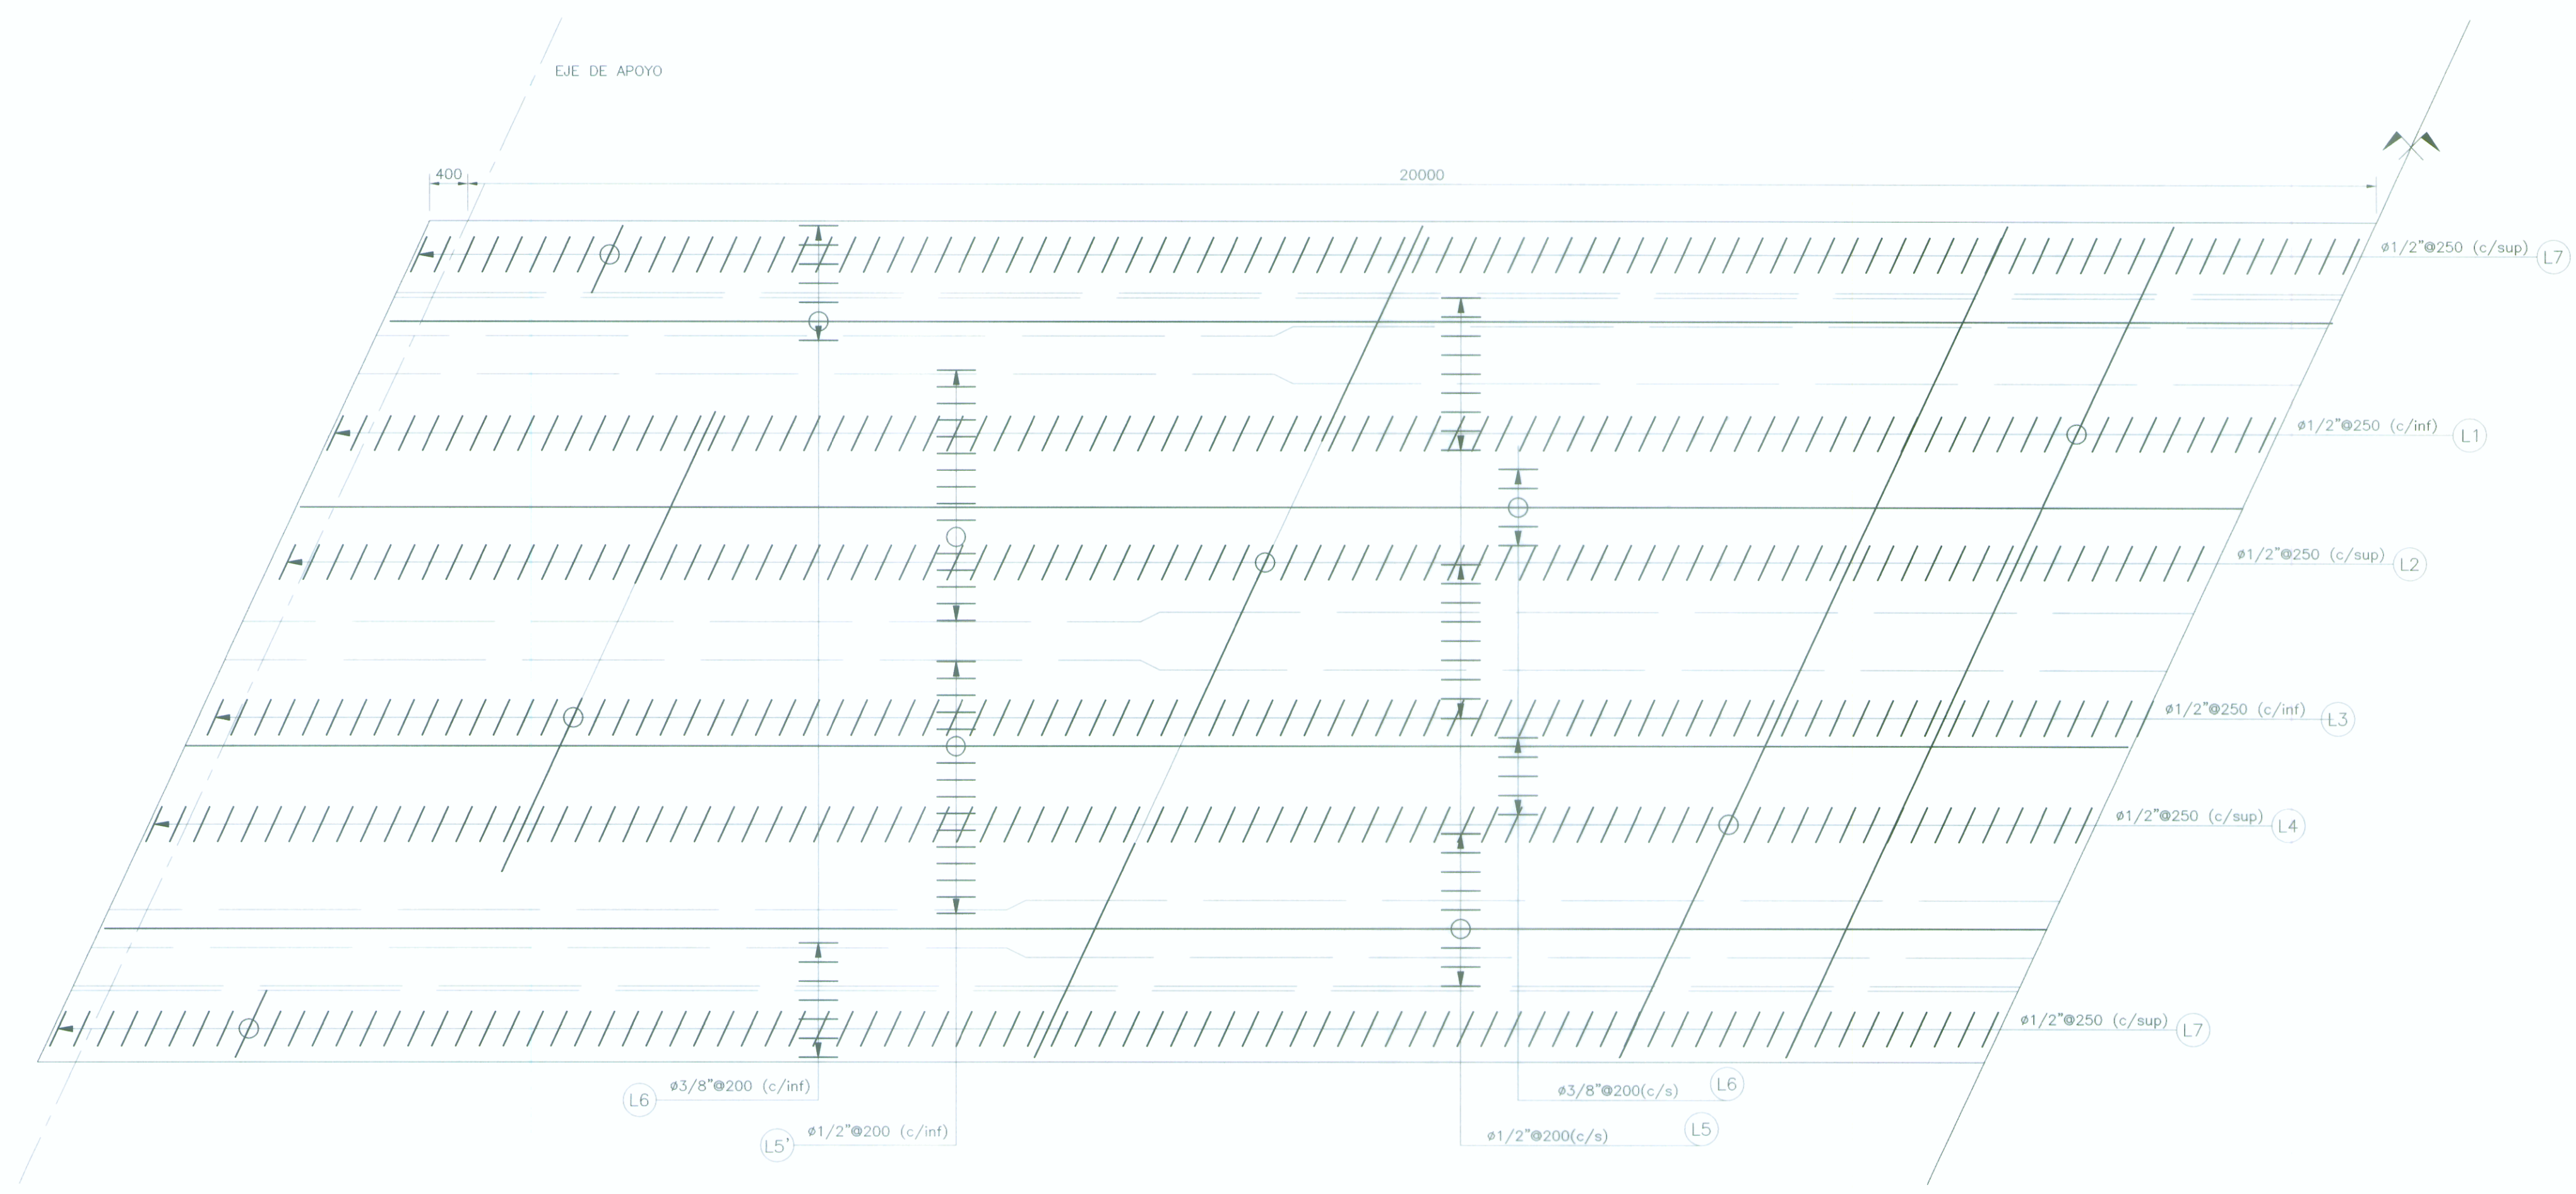 EJE DE APOYO
400
20000
ø1/2"@250 (c/sup) L7
ø1/2"@250 (c/inf) L1
ø1/2"@250 (c/sup) L2
ø1/2"@250 (c/inf) L3
ø1/2"@250 (c/sup) L4
ø1/2"@250 (c/sup) L7
L6 ø3/8"@200 (c/inf)
ø3/8"@200(c/s) L6
L5' ø1/2"@200 (c/inf)
ø1/2"@200(c/s) L5